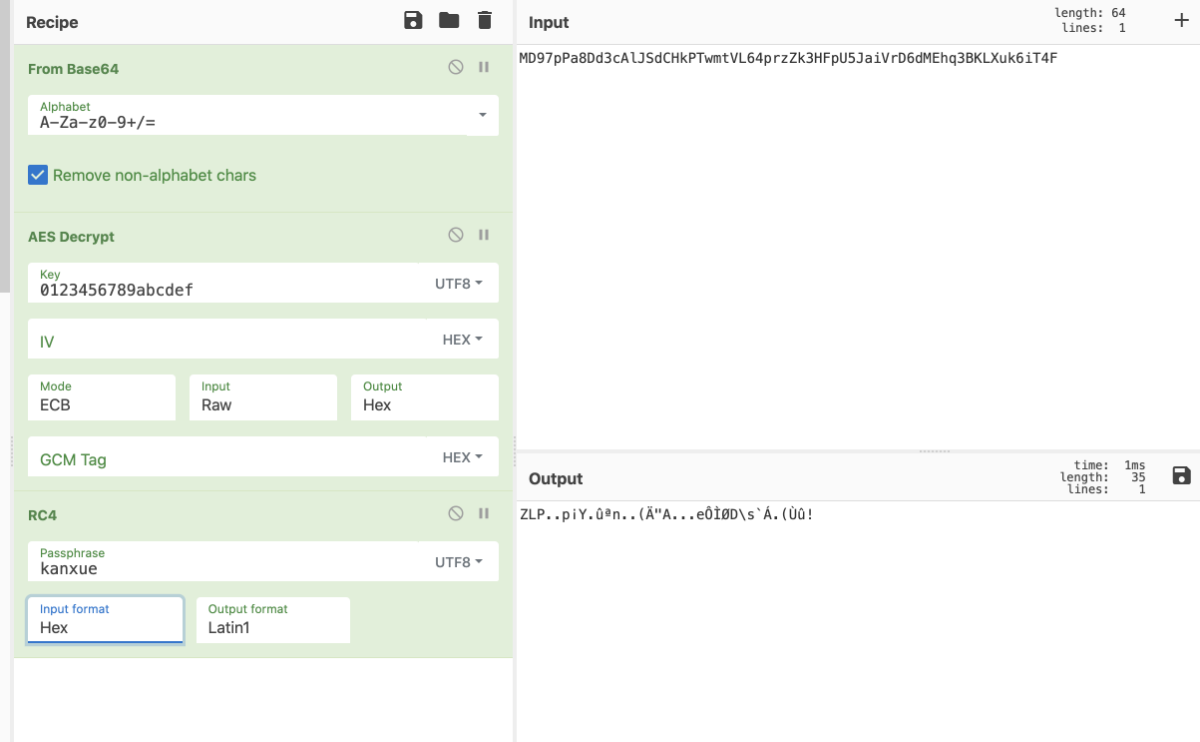 Recipe
From Base64
Alphabet
A-Za-z0-9+/=
Remove non-alphabet chars
AES Decrypt
Key
0123456789abcdef
UTF8
IV
HEX
Mode
ECB
Input
Raw
Output
Hex
GCM Tag
HEX
RC4
Passphrase
kanxue
UTF8
Input format
Hex
Output format
Latin1
Input
length: 64
lines: 1
MD97pPa8Dd3cAlJSdCHkPTwmtVL64przZk3HFpU5JaiVrD6dMEhq3BKLXuk6iT4F
Output
time: 1ms
length: 35
lines: 1
ZLP..p¡Y.ûªn..(Ä"A...eÔÌØD\s`Á.(Ùû!